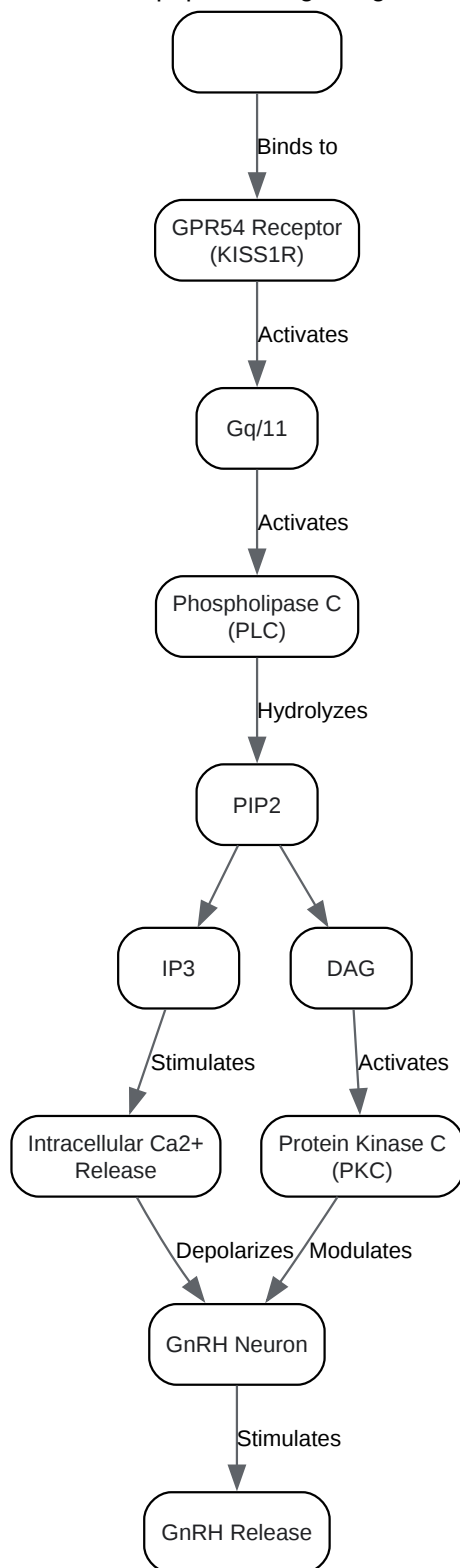 Binds to
GPR54 Receptor
(KISS1R)
Activates
Gq/11
Activates
Phospholipase C
(PLC)
Hydrolyzes
PIP2
IP3
DAG
Stimulates
Activates
Intracellular Ca2+
Release
Protein Kinase C
(PKC)
Depolarizes
Modulates
GnRH Neuron
Stimulates
GnRH Release